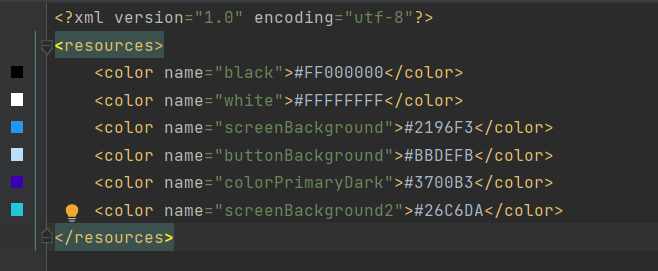 <?xml version="1.0" encoding="utf-8"?>
<resources>
    <color name="black">#FF000000</color>
    <color name="white">#FFFFFFFF</color>
    <color name="screenBackground">#2196F3</color>
    <color name="buttonBackground">#BBDEFB</color>
    <color name="colorPrimaryDark">#3700B3</color>
    <color name="screenBackground2">#26C6DA</color>
</resources>